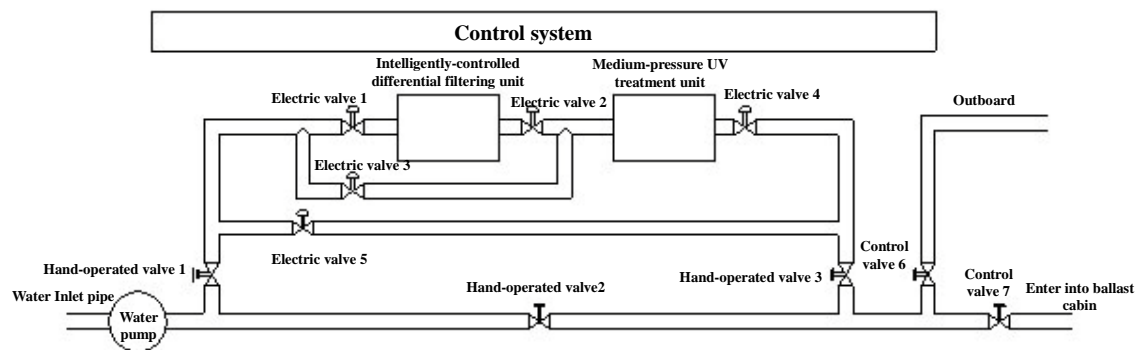 Control system
Intelligently-controlled
differential filtering unit
Medium-pressure UV
treatment unit
Electric valve 1
Electric valve 2
Electric valve 4
Outboard
Electric valve 3
Electric valve 5
Hand-operated valve 1
Hand-operated valve 3
Control
valve 6
Water Inlet pipe
Water
pump
Hand-operated valve2
Control
valve 7
Enter into ballast
cabin